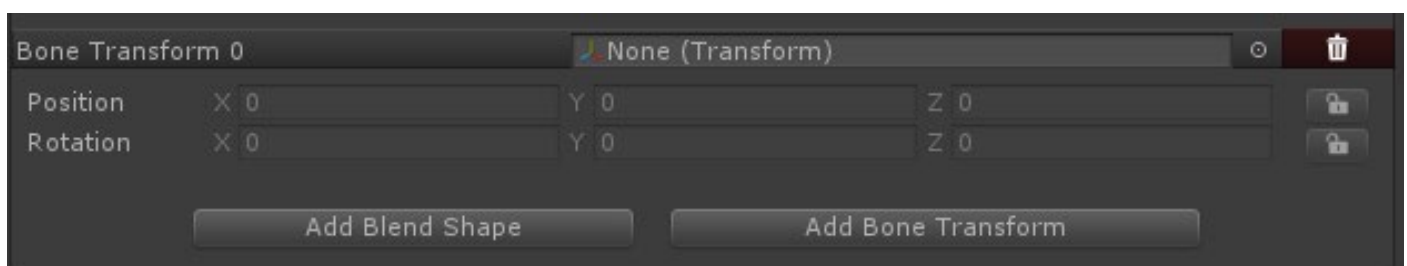 Bone Transform 0 None (Transform)
Position X 0 Y 0 Z 0
Rotation X 0 Y 0 Z 0
Add Blend Shape Add Bone Transform